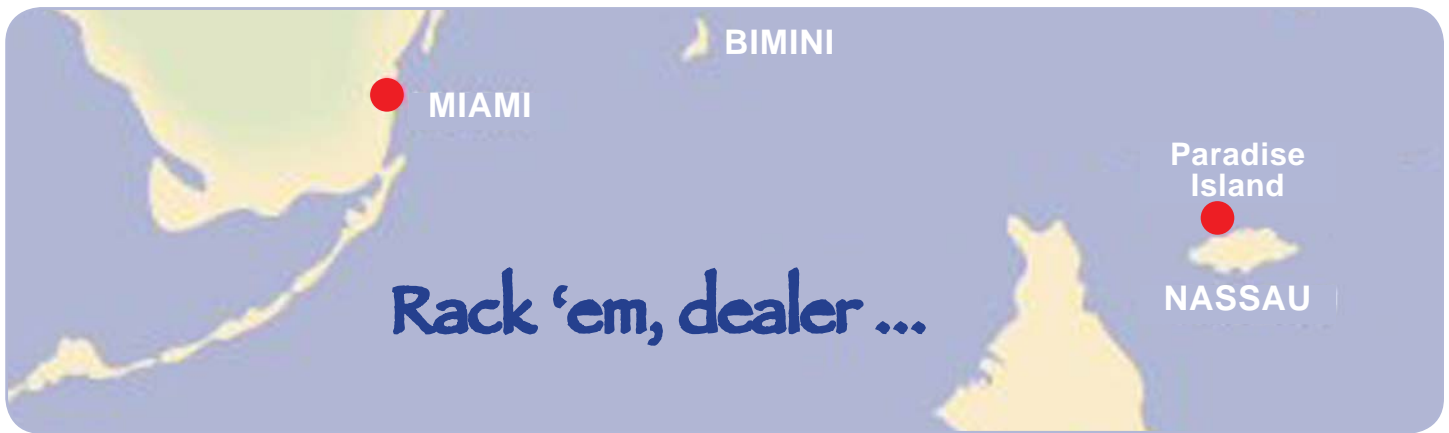 BIMINI
MIAMI
Paradise
Island
Rack ‘em, dealer ...
NASSAU